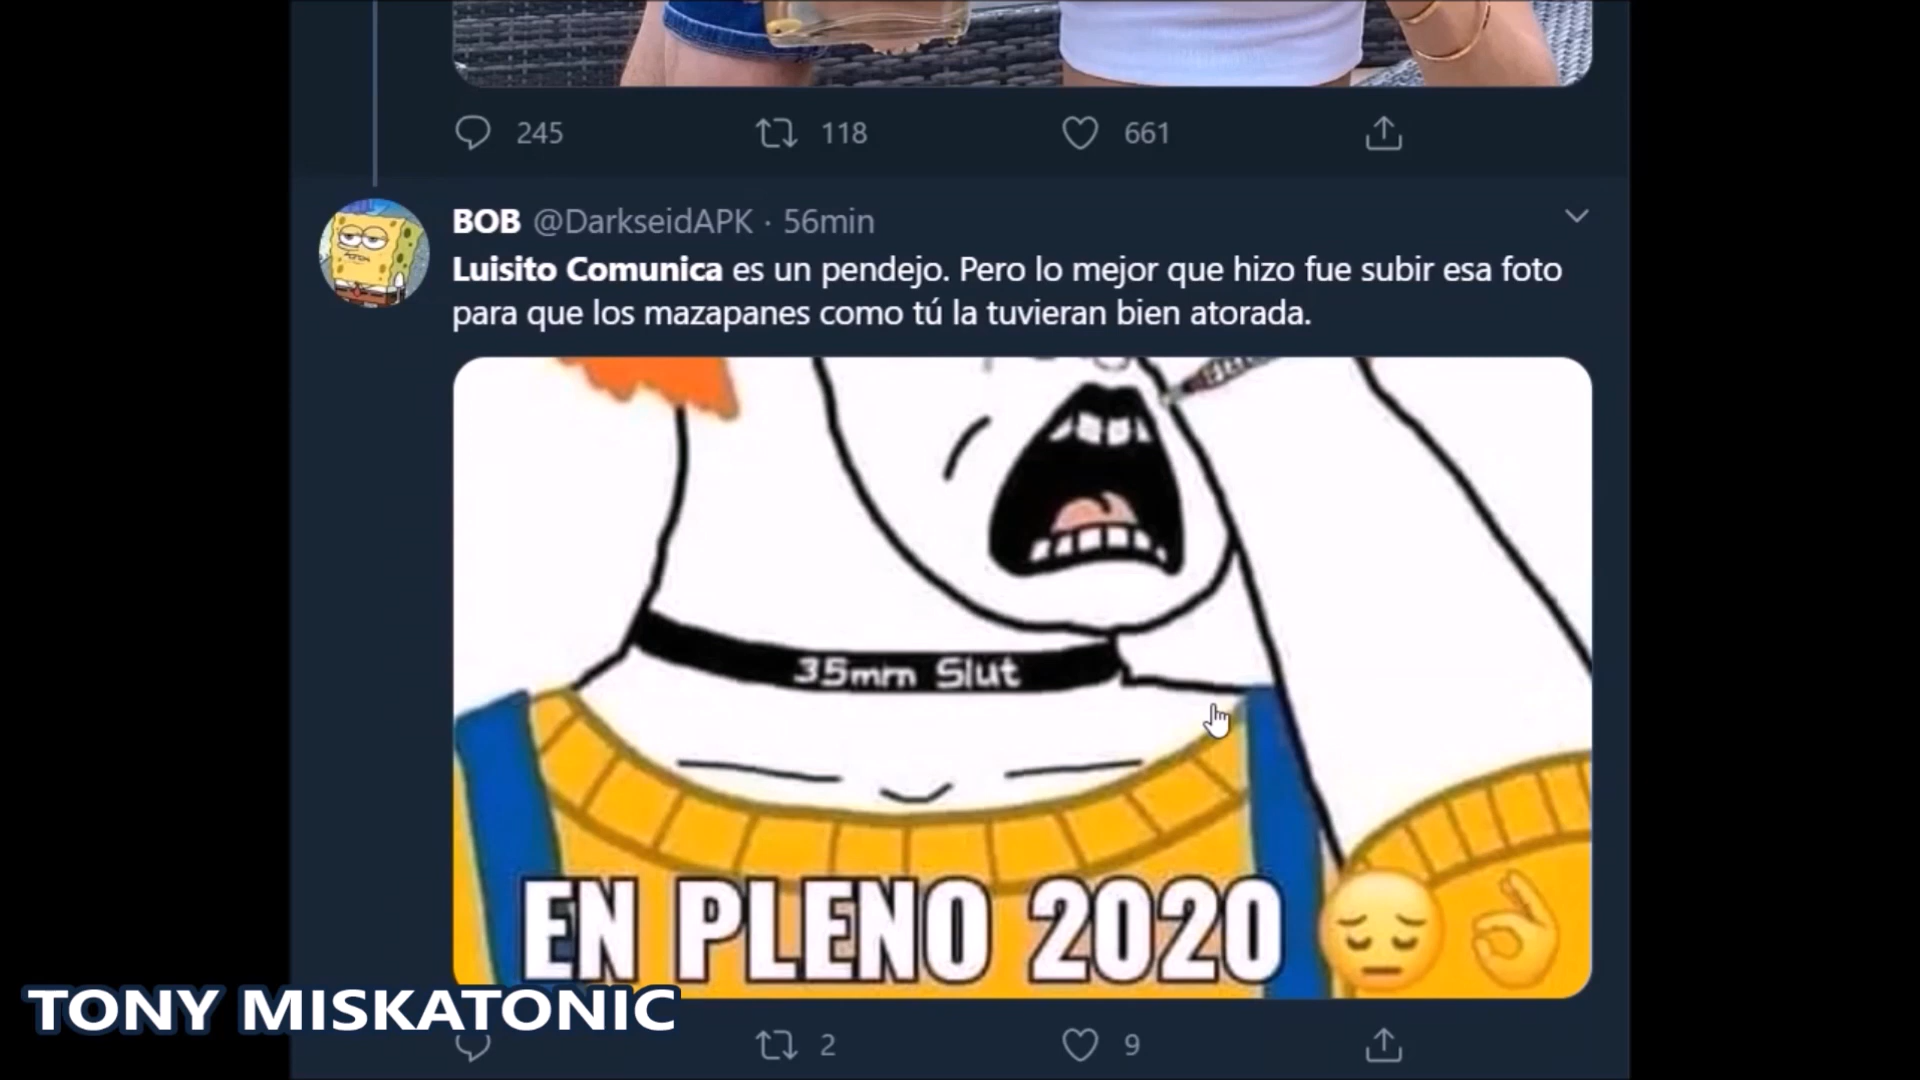 245 118 661
BOB @DarkseidAPK · 56min
Luisito Comunica es un pendejo. Pero lo mejor que hizo fue subir esa foto
para que los mazapanes como tú la tuvieran bien atorada.
35mm Slut
EN PLENO 2020
TONY MISKATONIC
2 9